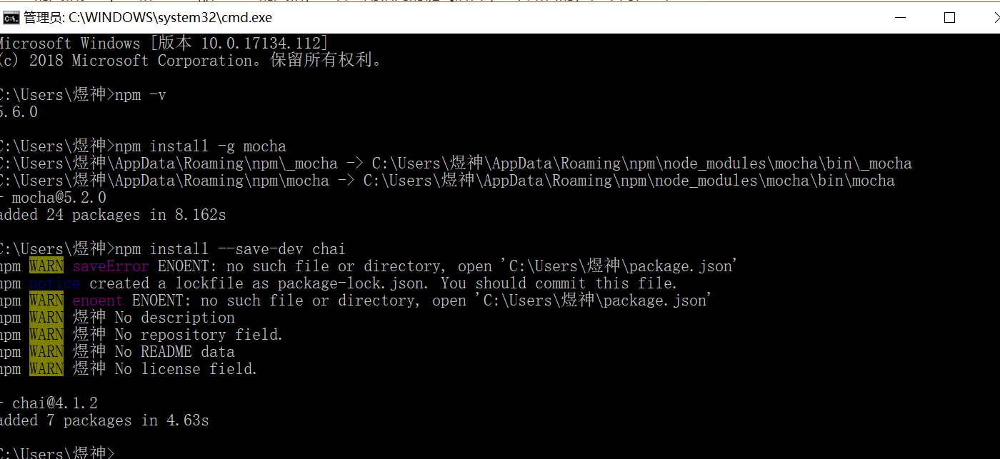 管理员: C:\WINDOWS\system32\cmd.exe
Microsoft Windows [版本 10.0.17134.112]
(c) 2018 Microsoft Corporation。保留所有权利。
C:\Users\煜神>npm -v
5.6.0
C:\Users\煜神>npm install -g mocha
C:\Users\煜神\AppData\Roaming\npm\_mocha -> C:\Users\煜神\AppData\Roaming\npm\node_modules\mocha\bin\_mocha
C:\Users\煜神\AppData\Roaming\npm\mocha -> C:\Users\煜神\AppData\Roaming\npm\node_modules\mocha\bin\mocha
+ mocha@5.2.0
added 24 packages in 8.162s
C:\Users\煜神>npm install --save-dev chai
npm WARN saveError ENOENT: no such file or directory, open 'C:\Users\煜神\package.json'
npm notice created a lockfile as package-lock.json. You should commit this file.
npm WARN enoent ENOENT: no such file or directory, open 'C:\Users\煜神\package.json'
npm WARN 煜神 No description
npm WARN 煜神 No repository field.
npm WARN 煜神 No README data
npm WARN 煜神 No license field.
+ chai@4.1.2
added 7 packages in 4.63s
C:\Users\煜神>